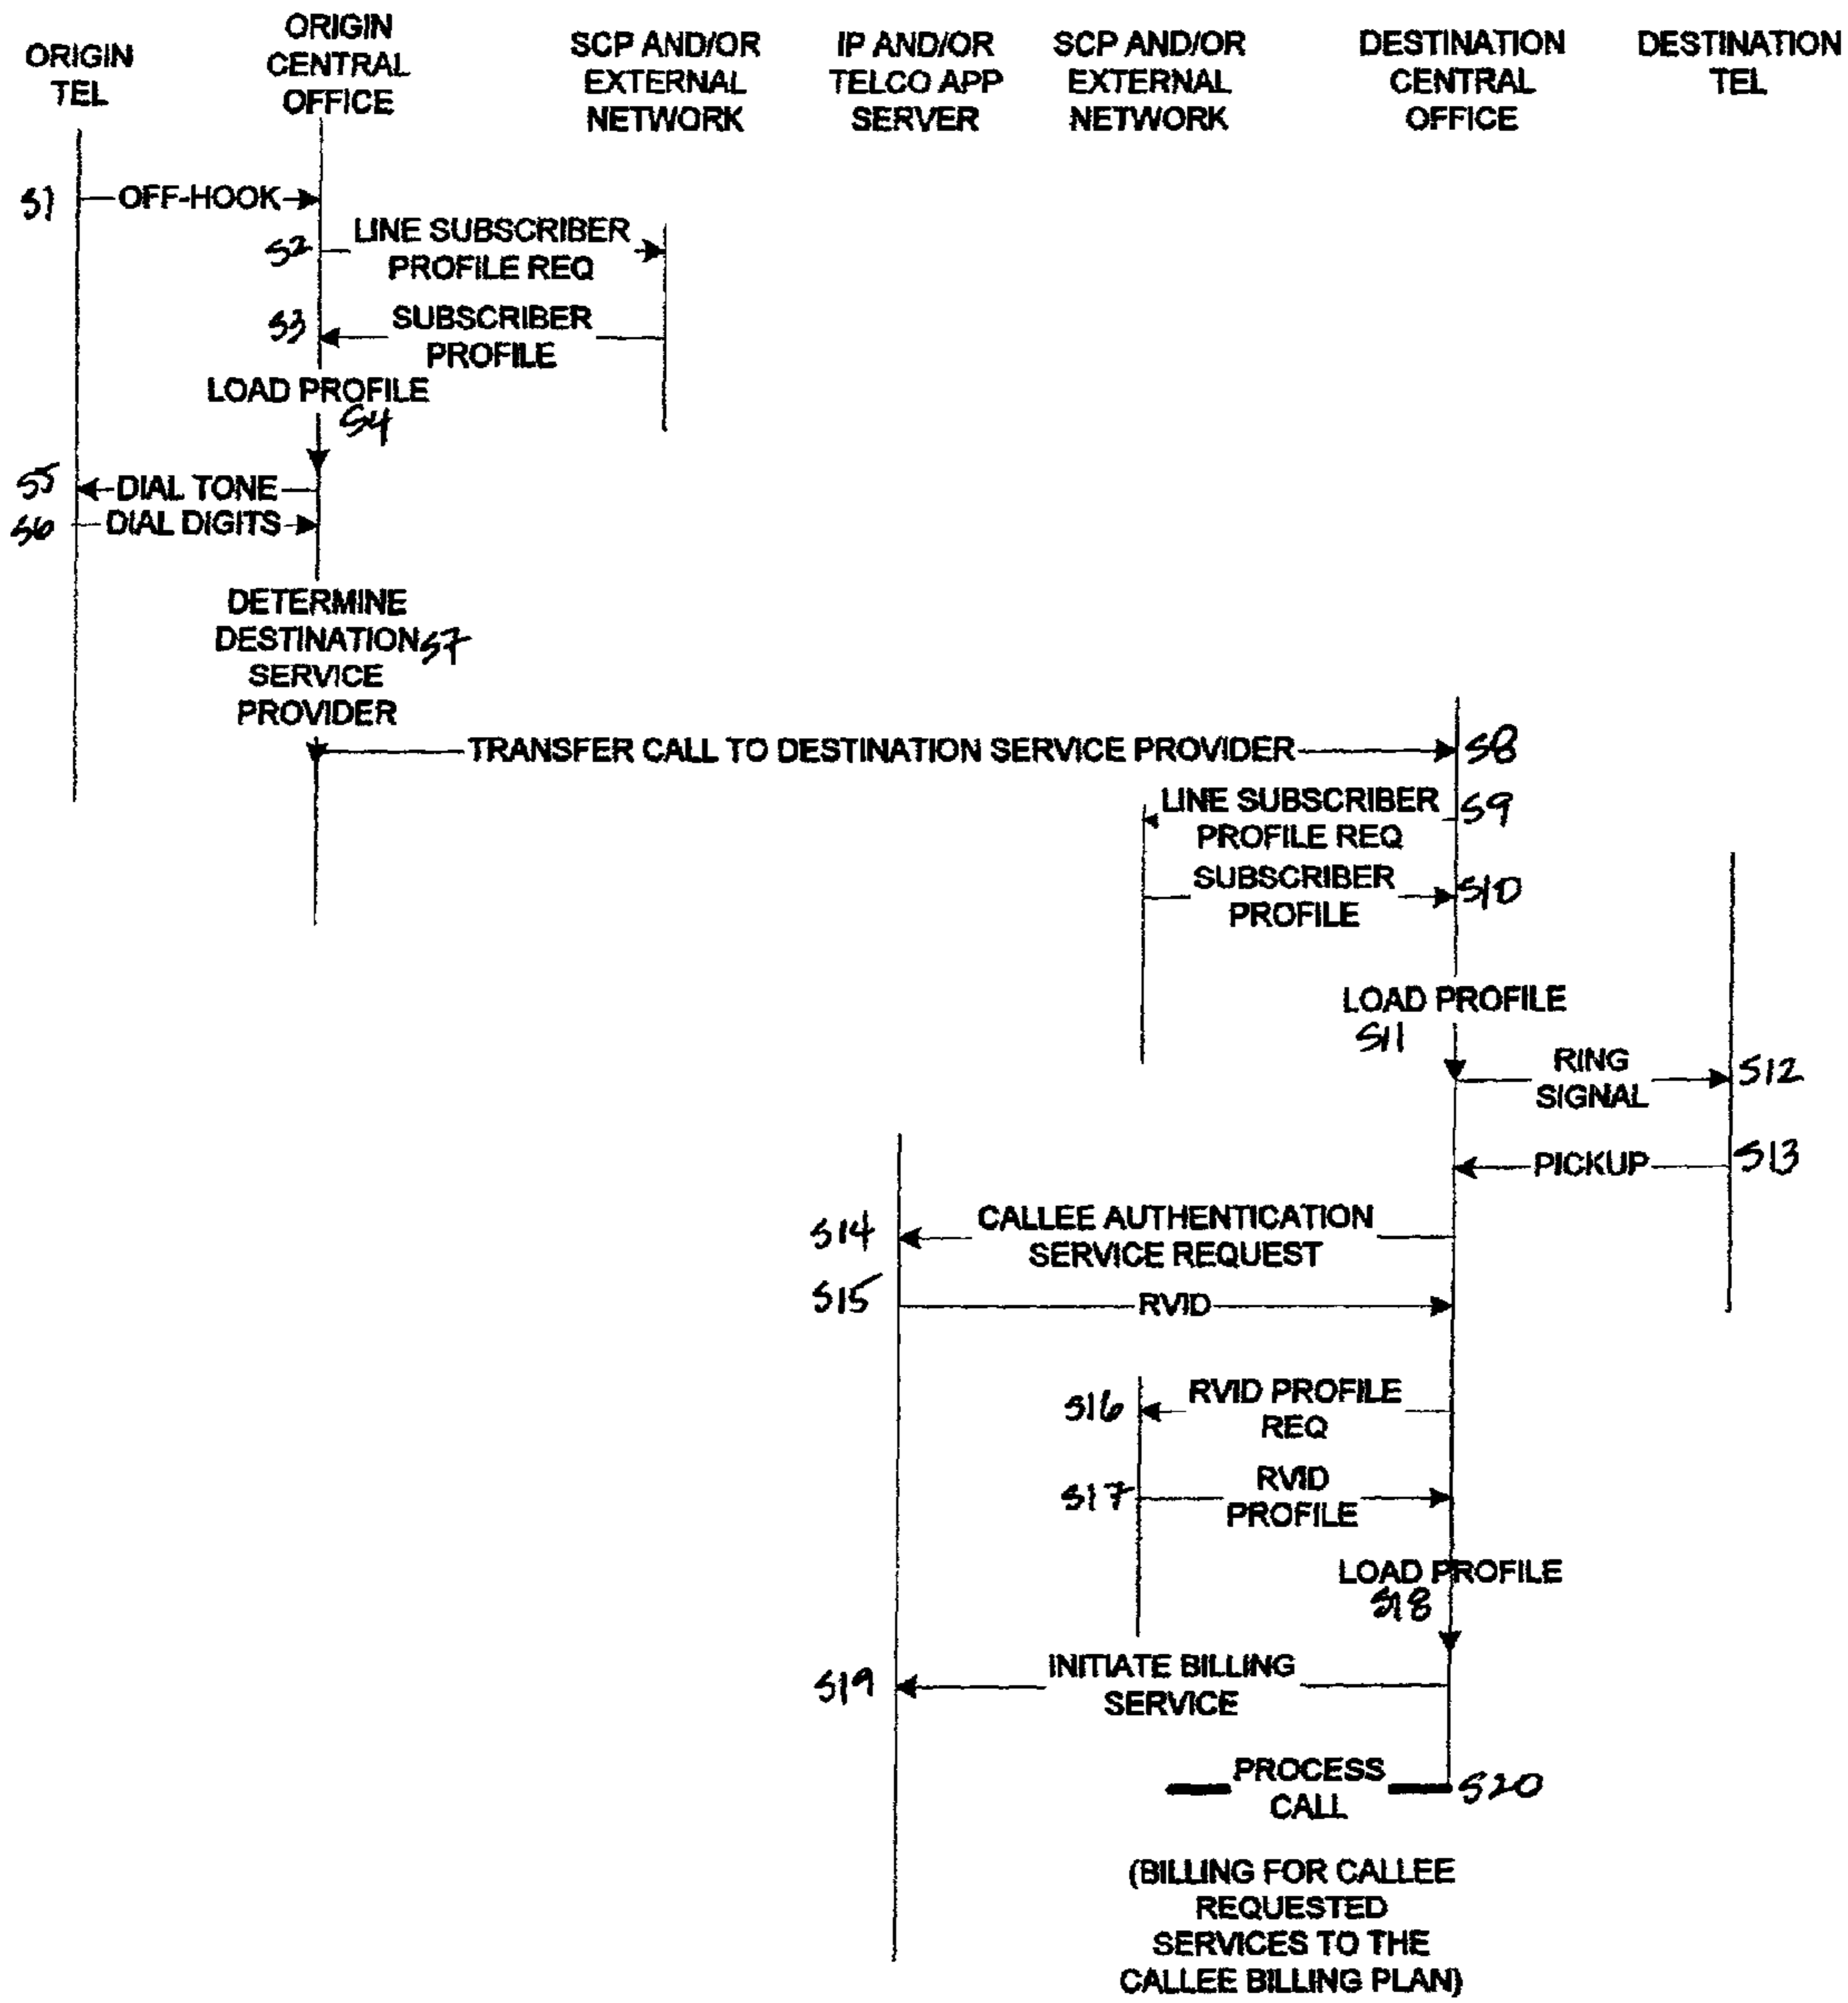 ORIGIN
TEL
ORIGIN
CENTRAL
OFFICE
SCP AND/OR
EXTERNAL
NETWORK
IP AND/OR
TELCO APP
SERVER
SCP AND/OR
EXTERNAL
NETWORK
DESTINATION
CENTRAL
OFFICE
DESTINATION
TEL
S1
OFF-HOOK
S2
LINE SUBSCRIBER
PROFILE REQ
S3
SUBSCRIBER
PROFILE
LOAD PROFILE
S4
S5
DIAL TONE
S6
DIAL DIGITS
DETERMINE
DESTINATION S7
SERVICE
PROVIDER
TRANSFER CALL TO DESTINATION SERVICE PROVIDER
S8
LINE SUBSCRIBER
PROFILE REQ
S9
SUBSCRIBER
PROFILE
S10
LOAD PROFILE
S11
RING
SIGNAL
S12
PICKUP
S13
S14
CALLEE AUTHENTICATION
SERVICE REQUEST
S15
RVID
S16
RVID PROFILE
REQ
S17
RVID
PROFILE
LOAD PROFILE
S18
S19
INITIATE BILLING
SERVICE
PROCESS
CALL
S20
(BILLING FOR CALLEE
REQUESTED
SERVICES TO THE
CALLEE BILLING PLAN)